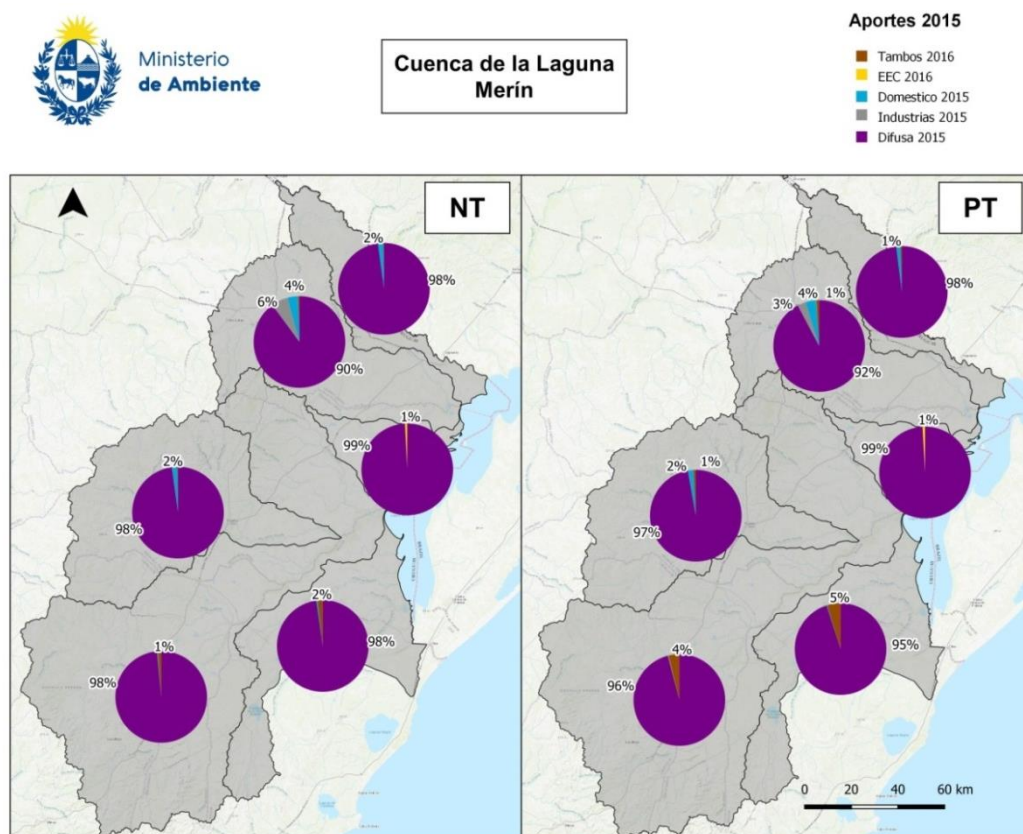 Ministerio
de Ambiente
Cuenca de la Laguna
Merín
Aportes 2015
Tambos 2016
EEC 2016
Domestico 2015
Industrias 2015
Difusa 2015
NT
2%
98%
6%
4%
90%
1%
99%
2%
98%
2%
98%
1%
98%
PT
1%
98%
3%
4%
1%
92%
1%
99%
2%
1%
97%
5%
95%
4%
96%
0
20
40
60 km